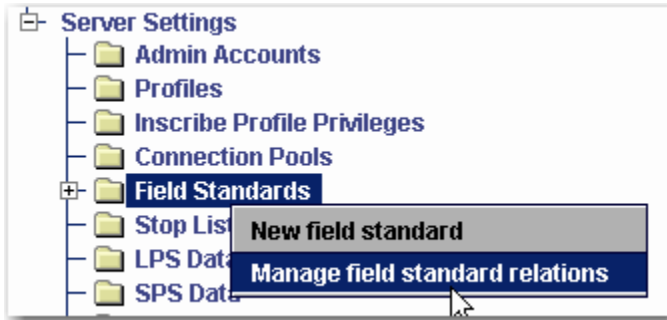 Server Settings
Admin Accounts
Profiles
Inscribe Profile Privileges
Connection Pools
Field Standards
Stop List
New field standard
LPS Data
Manage field standard relations
SPS Data